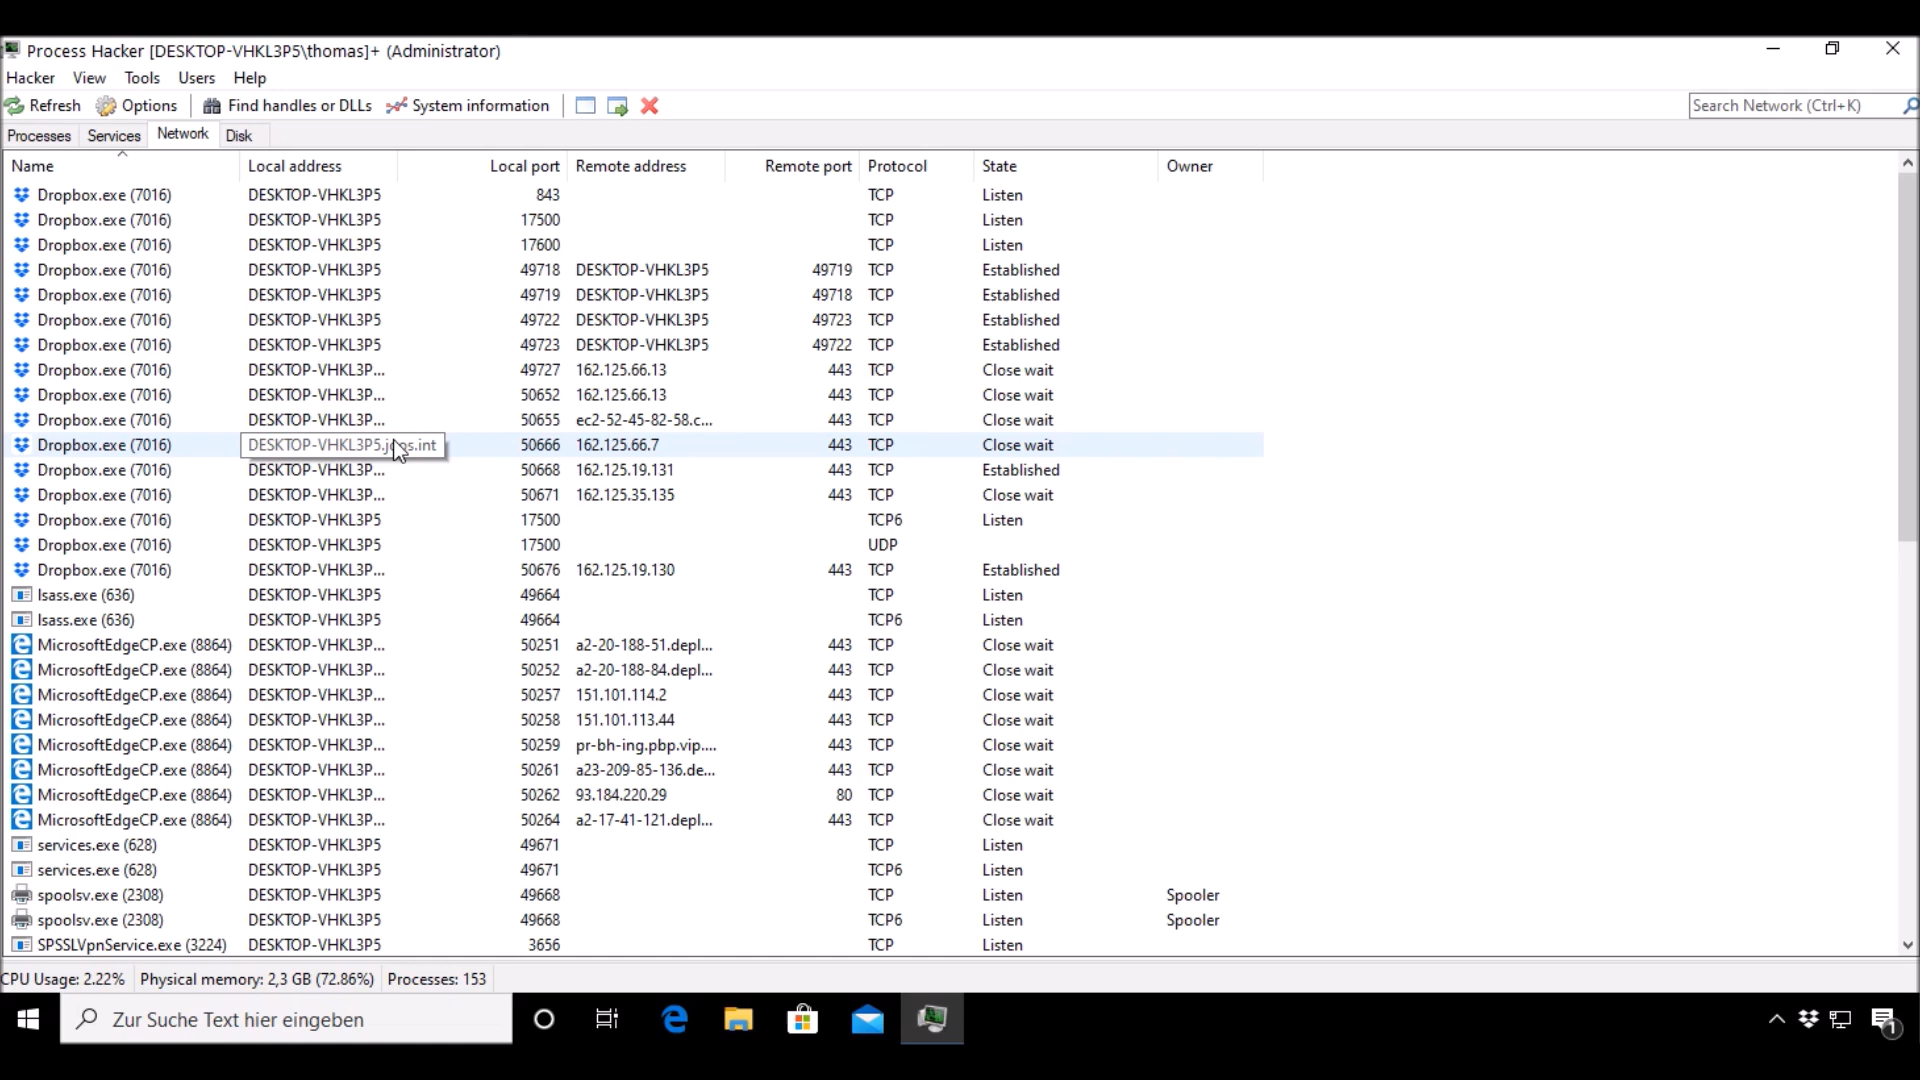 Process Hacker [DESKTOP-VHKL3P5\thomas]+ (Administrator)
Hacker View Tools Users Help
Refresh Options Find handles or DLLs System information Search Network (Ctrl+K)
Processes Services Network Disk
Name Local address Local port Remote address Remote port Protocol State Owner
Dropbox.exe (7016) DESKTOP-VHKL3P5 843 TCP Listen
Dropbox.exe (7016) DESKTOP-VHKL3P5 17500 TCP Listen
Dropbox.exe (7016) DESKTOP-VHKL3P5 17600 TCP Listen
Dropbox.exe (7016) DESKTOP-VHKL3P5 49718 DESKTOP-VHKL3P5 49719 TCP Established
Dropbox.exe (7016) DESKTOP-VHKL3P5 49719 DESKTOP-VHKL3P5 49718 TCP Established
Dropbox.exe (7016) DESKTOP-VHKL3P5 49722 DESKTOP-VHKL3P5 49723 TCP Established
Dropbox.exe (7016) DESKTOP-VHKL3P5 49723 DESKTOP-VHKL3P5 49722 TCP Established
Dropbox.exe (7016) DESKTOP-VHKL3P... 49727 162.125.66.13 443 TCP Close wait
Dropbox.exe (7016) DESKTOP-VHKL3P... 50652 162.125.66.13 443 TCP Close wait
Dropbox.exe (7016) DESKTOP-VHKL3P... 50655 ec2-52-45-82-58.c... 443 TCP Close wait
Dropbox.exe (7016) 50666 162.125.66.7 443 TCP Close wait
Dropbox.exe (7016) DESKTOP-VHKL3P... 50668 162.125.19.131 443 TCP Established
Dropbox.exe (7016) DESKTOP-VHKL3P... 50671 162.125.35.135 443 TCP Close wait
Dropbox.exe (7016) DESKTOP-VHKL3P5 17500 TCP6 Listen
Dropbox.exe (7016) DESKTOP-VHKL3P5 17500 UDP
Dropbox.exe (7016) DESKTOP-VHKL3P... 50676 162.125.19.130 443 TCP Established
lsass.exe (636) DESKTOP-VHKL3P5 49664 TCP Listen
lsass.exe (636) DESKTOP-VHKL3P5 49664 TCP6 Listen
MicrosoftEdgeCP.exe (8864) DESKTOP-VHKL3P... 50251 a2-20-188-51.depl... 443 TCP Close wait
MicrosoftEdgeCP.exe (8864) DESKTOP-VHKL3P... 50252 a2-20-188-84.depl... 443 TCP Close wait
MicrosoftEdgeCP.exe (8864) DESKTOP-VHKL3P... 50257 151.101.114.2 443 TCP Close wait
MicrosoftEdgeCP.exe (8864) DESKTOP-VHKL3P... 50258 151.101.113.44 443 TCP Close wait
MicrosoftEdgeCP.exe (8864) DESKTOP-VHKL3P... 50259 pr-bh-ing.pbp.vip.... 443 TCP Close wait
MicrosoftEdgeCP.exe (8864) DESKTOP-VHKL3P... 50261 a23-209-85-136.de... 443 TCP Close wait
MicrosoftEdgeCP.exe (8864) DESKTOP-VHKL3P... 50262 93.184.220.29 80 TCP Close wait
MicrosoftEdgeCP.exe (8864) DESKTOP-VHKL3P... 50264 a2-17-41-121.depl... 443 TCP Close wait
services.exe (628) DESKTOP-VHKL3P5 49671 TCP Listen
services.exe (628) DESKTOP-VHKL3P5 49671 TCP6 Listen
spoolsv.exe (2308) DESKTOP-VHKL3P5 49668 TCP Listen Spooler
spoolsv.exe (2308) DESKTOP-VHKL3P5 49668 TCP6 Listen Spooler
SPSSLVpnService.exe (3224) DESKTOP-VHKL3P5 3656 TCP Listen
CPU Usage: 2.22% Physical memory: 2,3 GB (72.86%) Processes: 153
Zur Suche Text hier eingeben 1